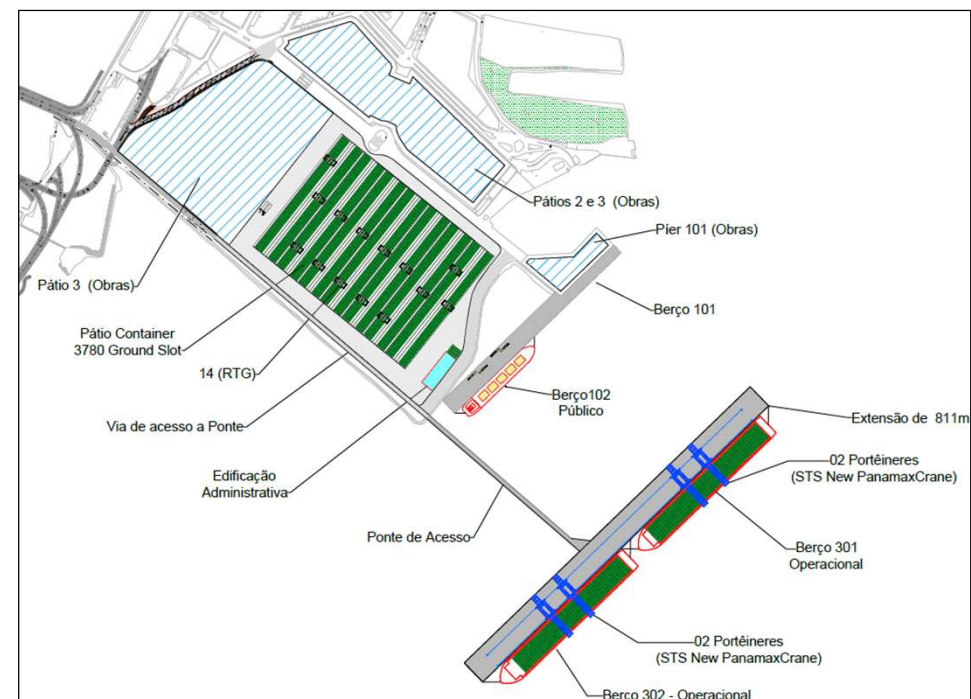 Pátios 2 e 3 (Obras)
Píer 101 (Obras)
Pátio 3 (Obras)
Berço 101
Pátio Container
3780 Ground Slot
14 (RTG)
Berço102
Público
Via de acesso a Ponte
Extensão de 811m
02 Portêineres
(STS New PanamaxCrane)
Edificação
Administrativa
Ponte de Acesso
Berço 301
Operacional
02 Portêineres
(STS New PanamaxCrane)
Berço 302 - Operacional